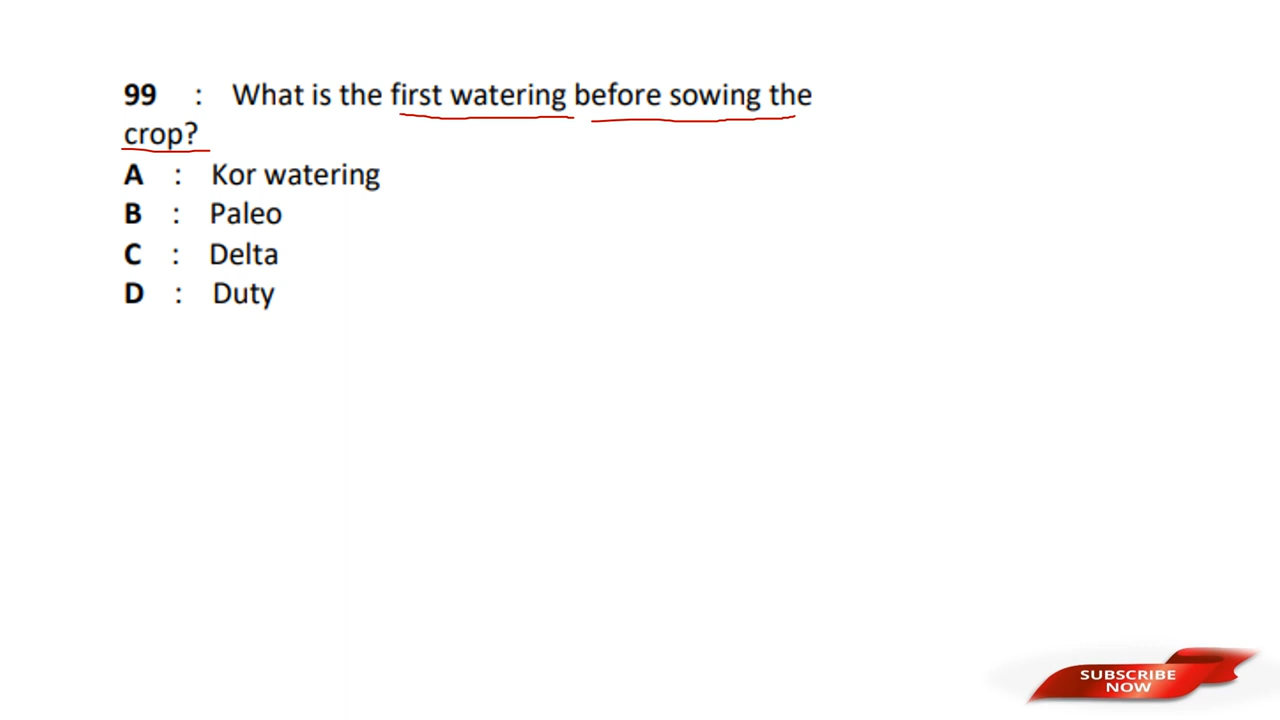 99 : What is the first watering before sowing the
crop?
A : Kor watering
B : Paleo
C : Delta
D : Duty
SUBSCRIBE
NOW